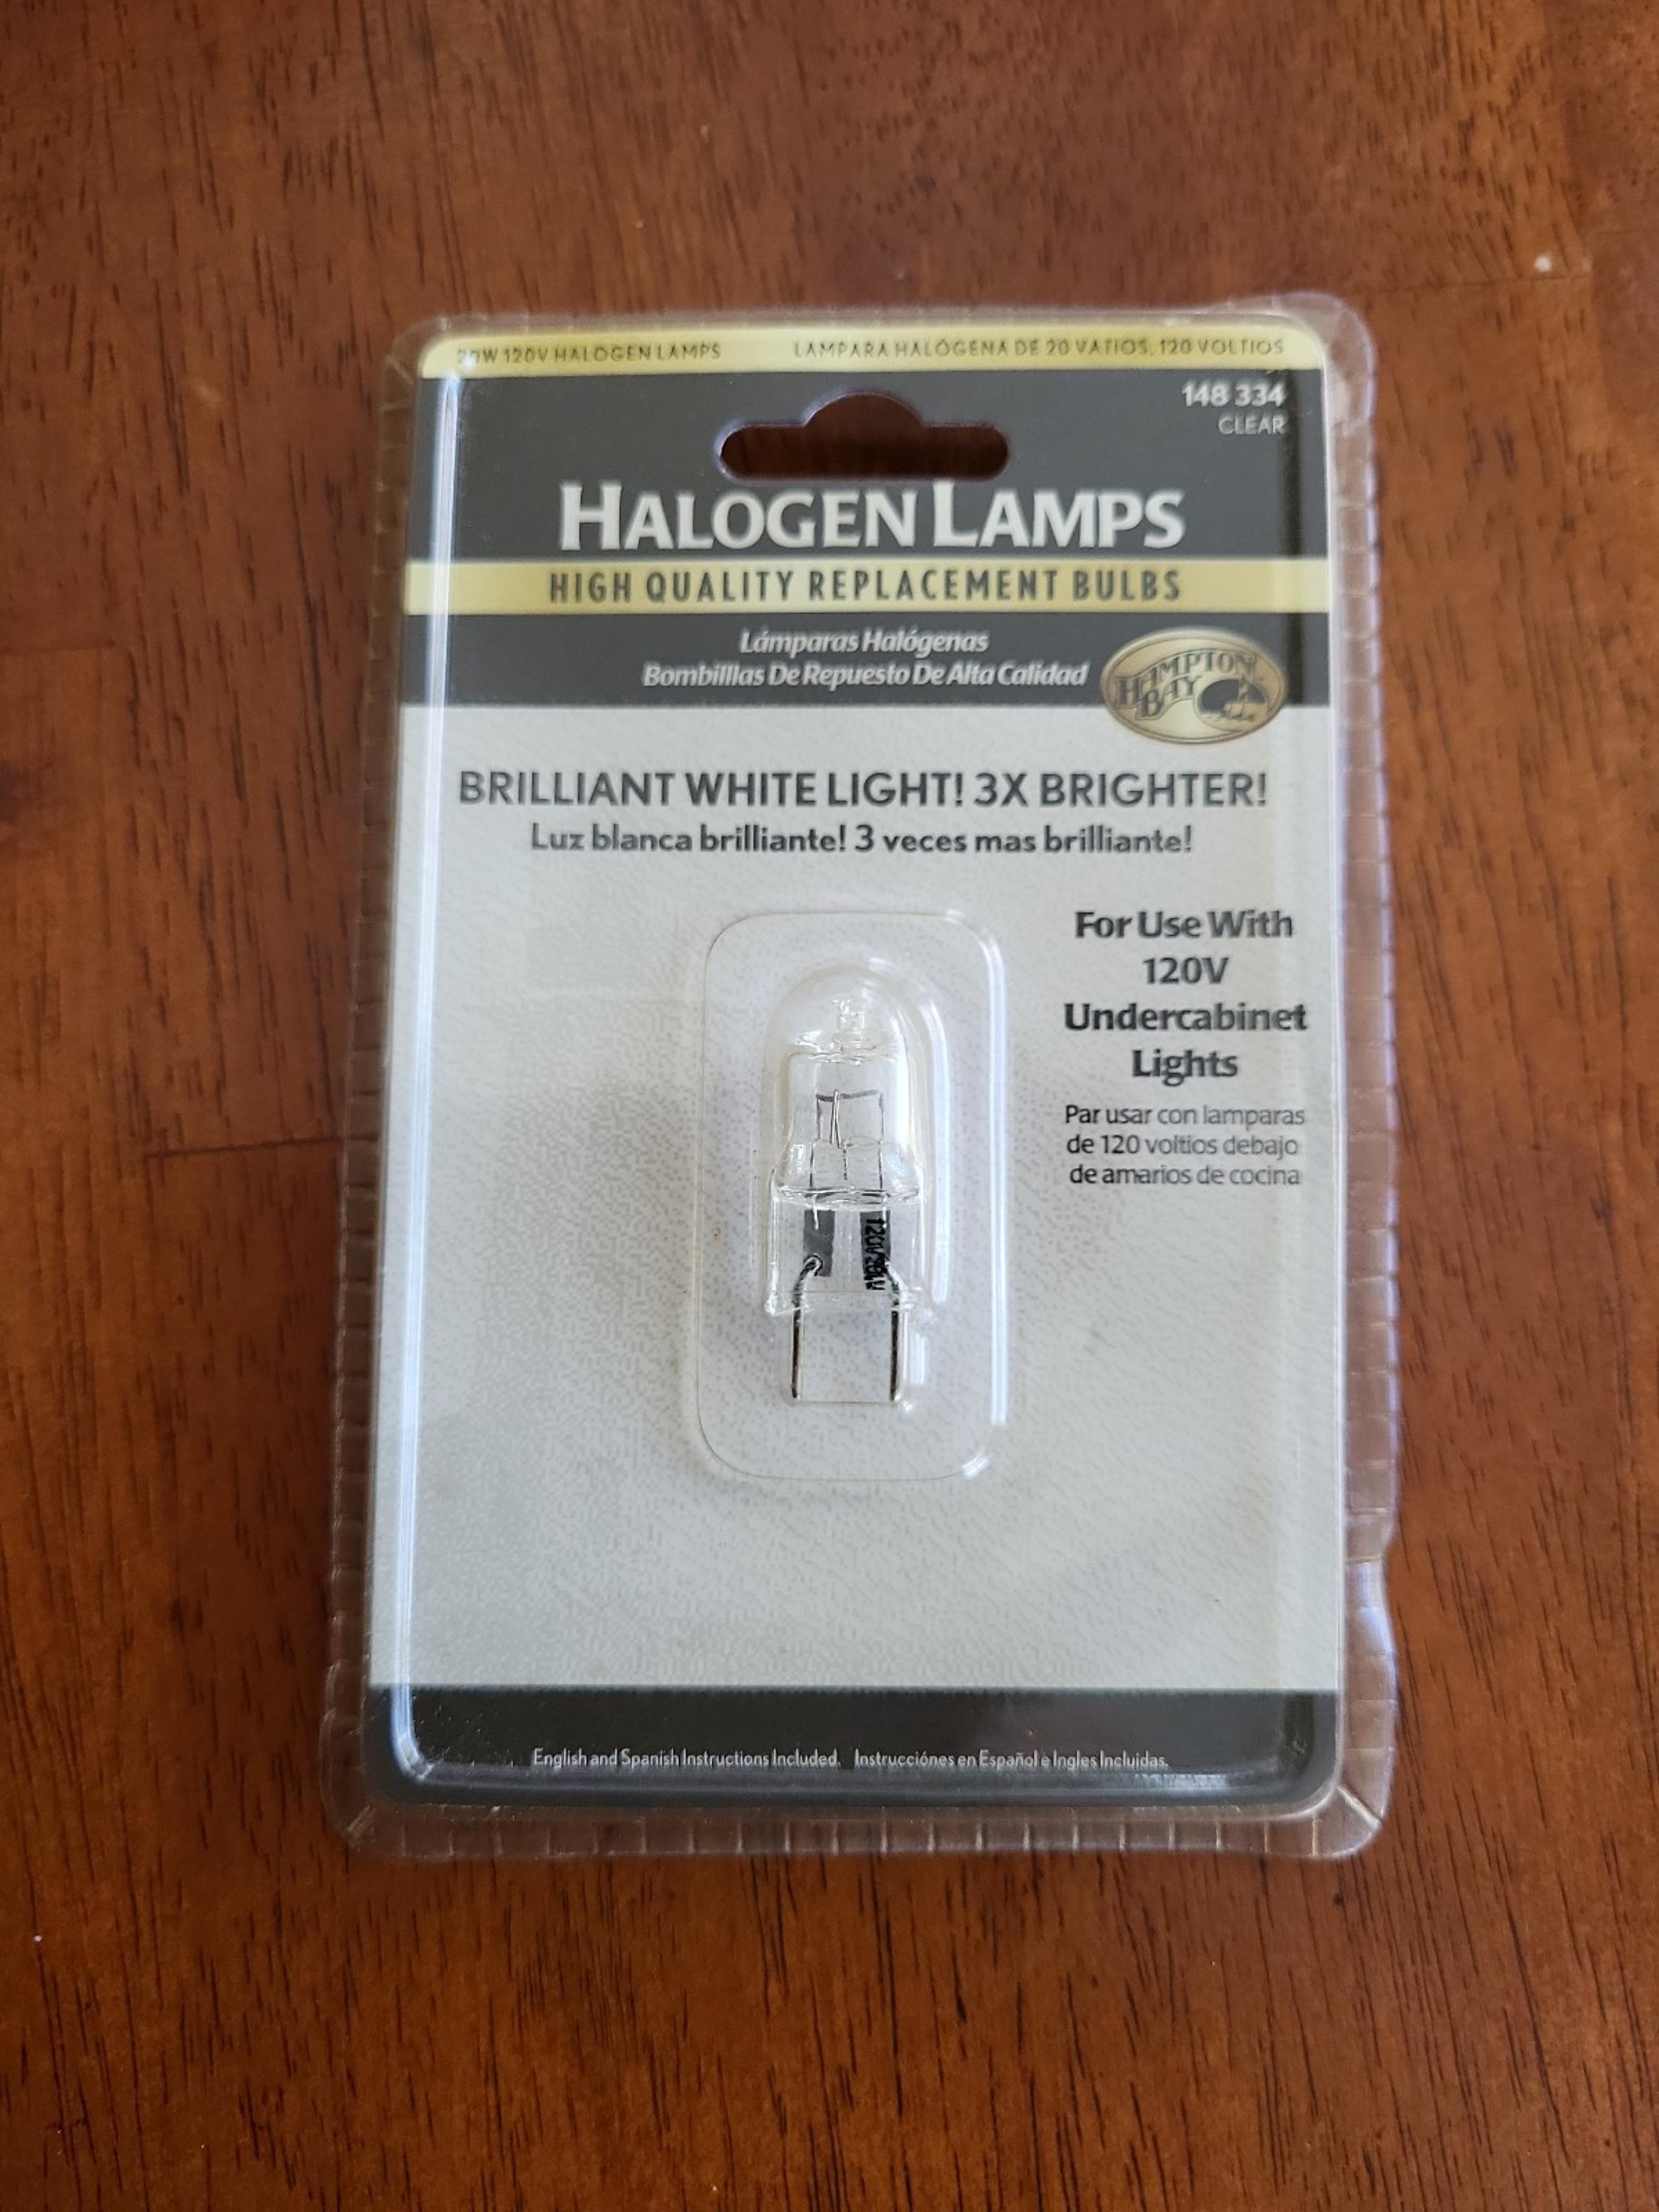 20W 120V HALOGEN LAMPS
LAMPARA HALÓGENA DE 20 VATIOS, 120 VOLTIOS
148 334
CLEAR
HALOGEN LAMPS
HIGH QUALITY REPLACEMENT BULBS
Lámparas Halógenas
Bombilllas De Repuesto De Alta Calidad
HAMPTON
BAY
BRILLIANT WHITE LIGHT! 3X BRIGHTER!
Luz blanca brilliante! 3 veces mas brilliante!
For Use With
120V
Undercabinet
Lights
Par usar con lamparas
de 120 voltios debajo
de amarios de cocina
120V20W
English and Spanish Instructions Included. Instrucciónes en Español e Ingles Incluidas.